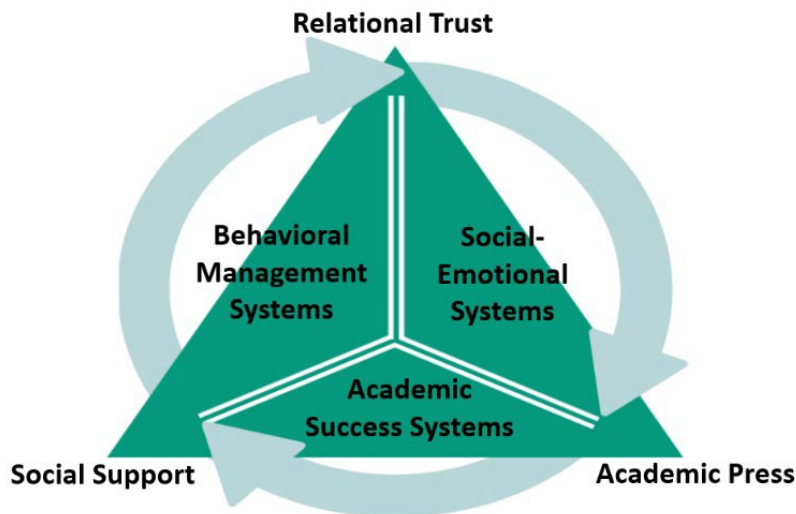 Relational Trust
Behavioral
Management
Systems
Social-
Emotional
Systems
Academic
Success Systems
Social Support
Academic Press